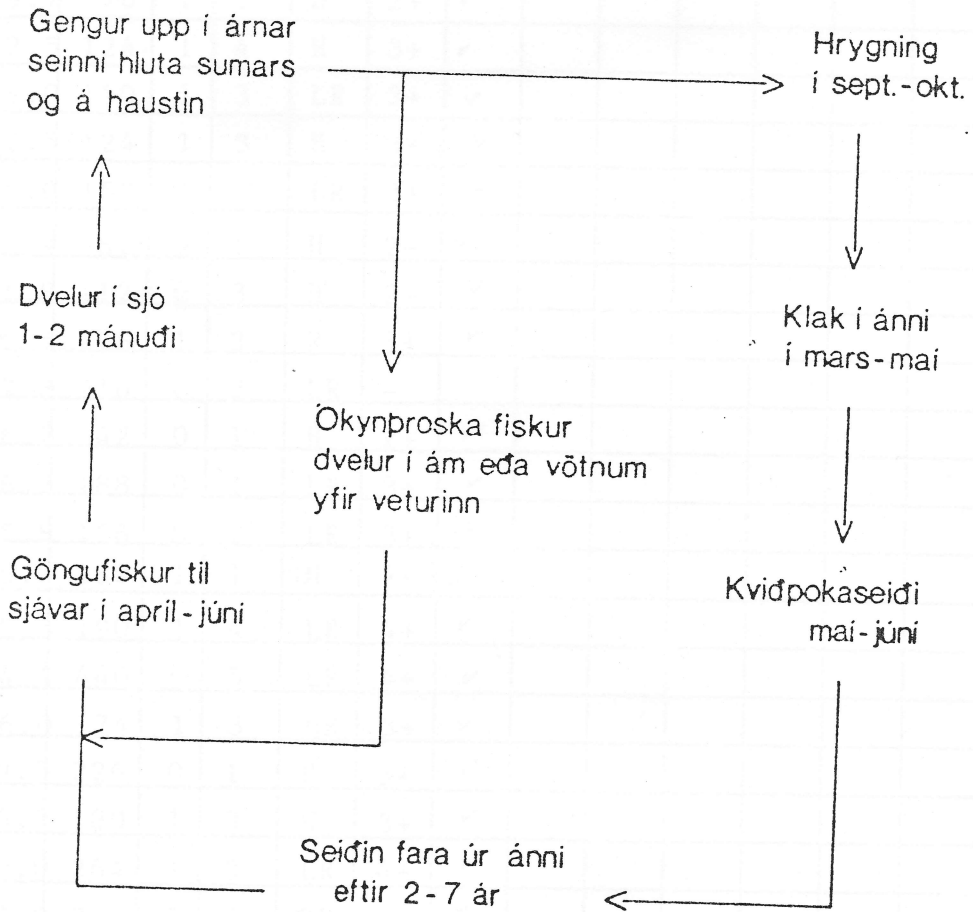 Gengur upp í árnar
seinni hluta sumars
og á haustin
Hrygning
í sept.-okt.
Dvelur í sjó
1-2 mánuði
Klak í ánni
í mars-maí
Ókynþroska fiskur
dvelur í ám eða vötnum
yfir veturinn
Göngufiskur til
sjávar í apríl-júní
Kviðpokaseiði
maí-júní
Seiðin fara úr ánni
eftir 2-7 ár